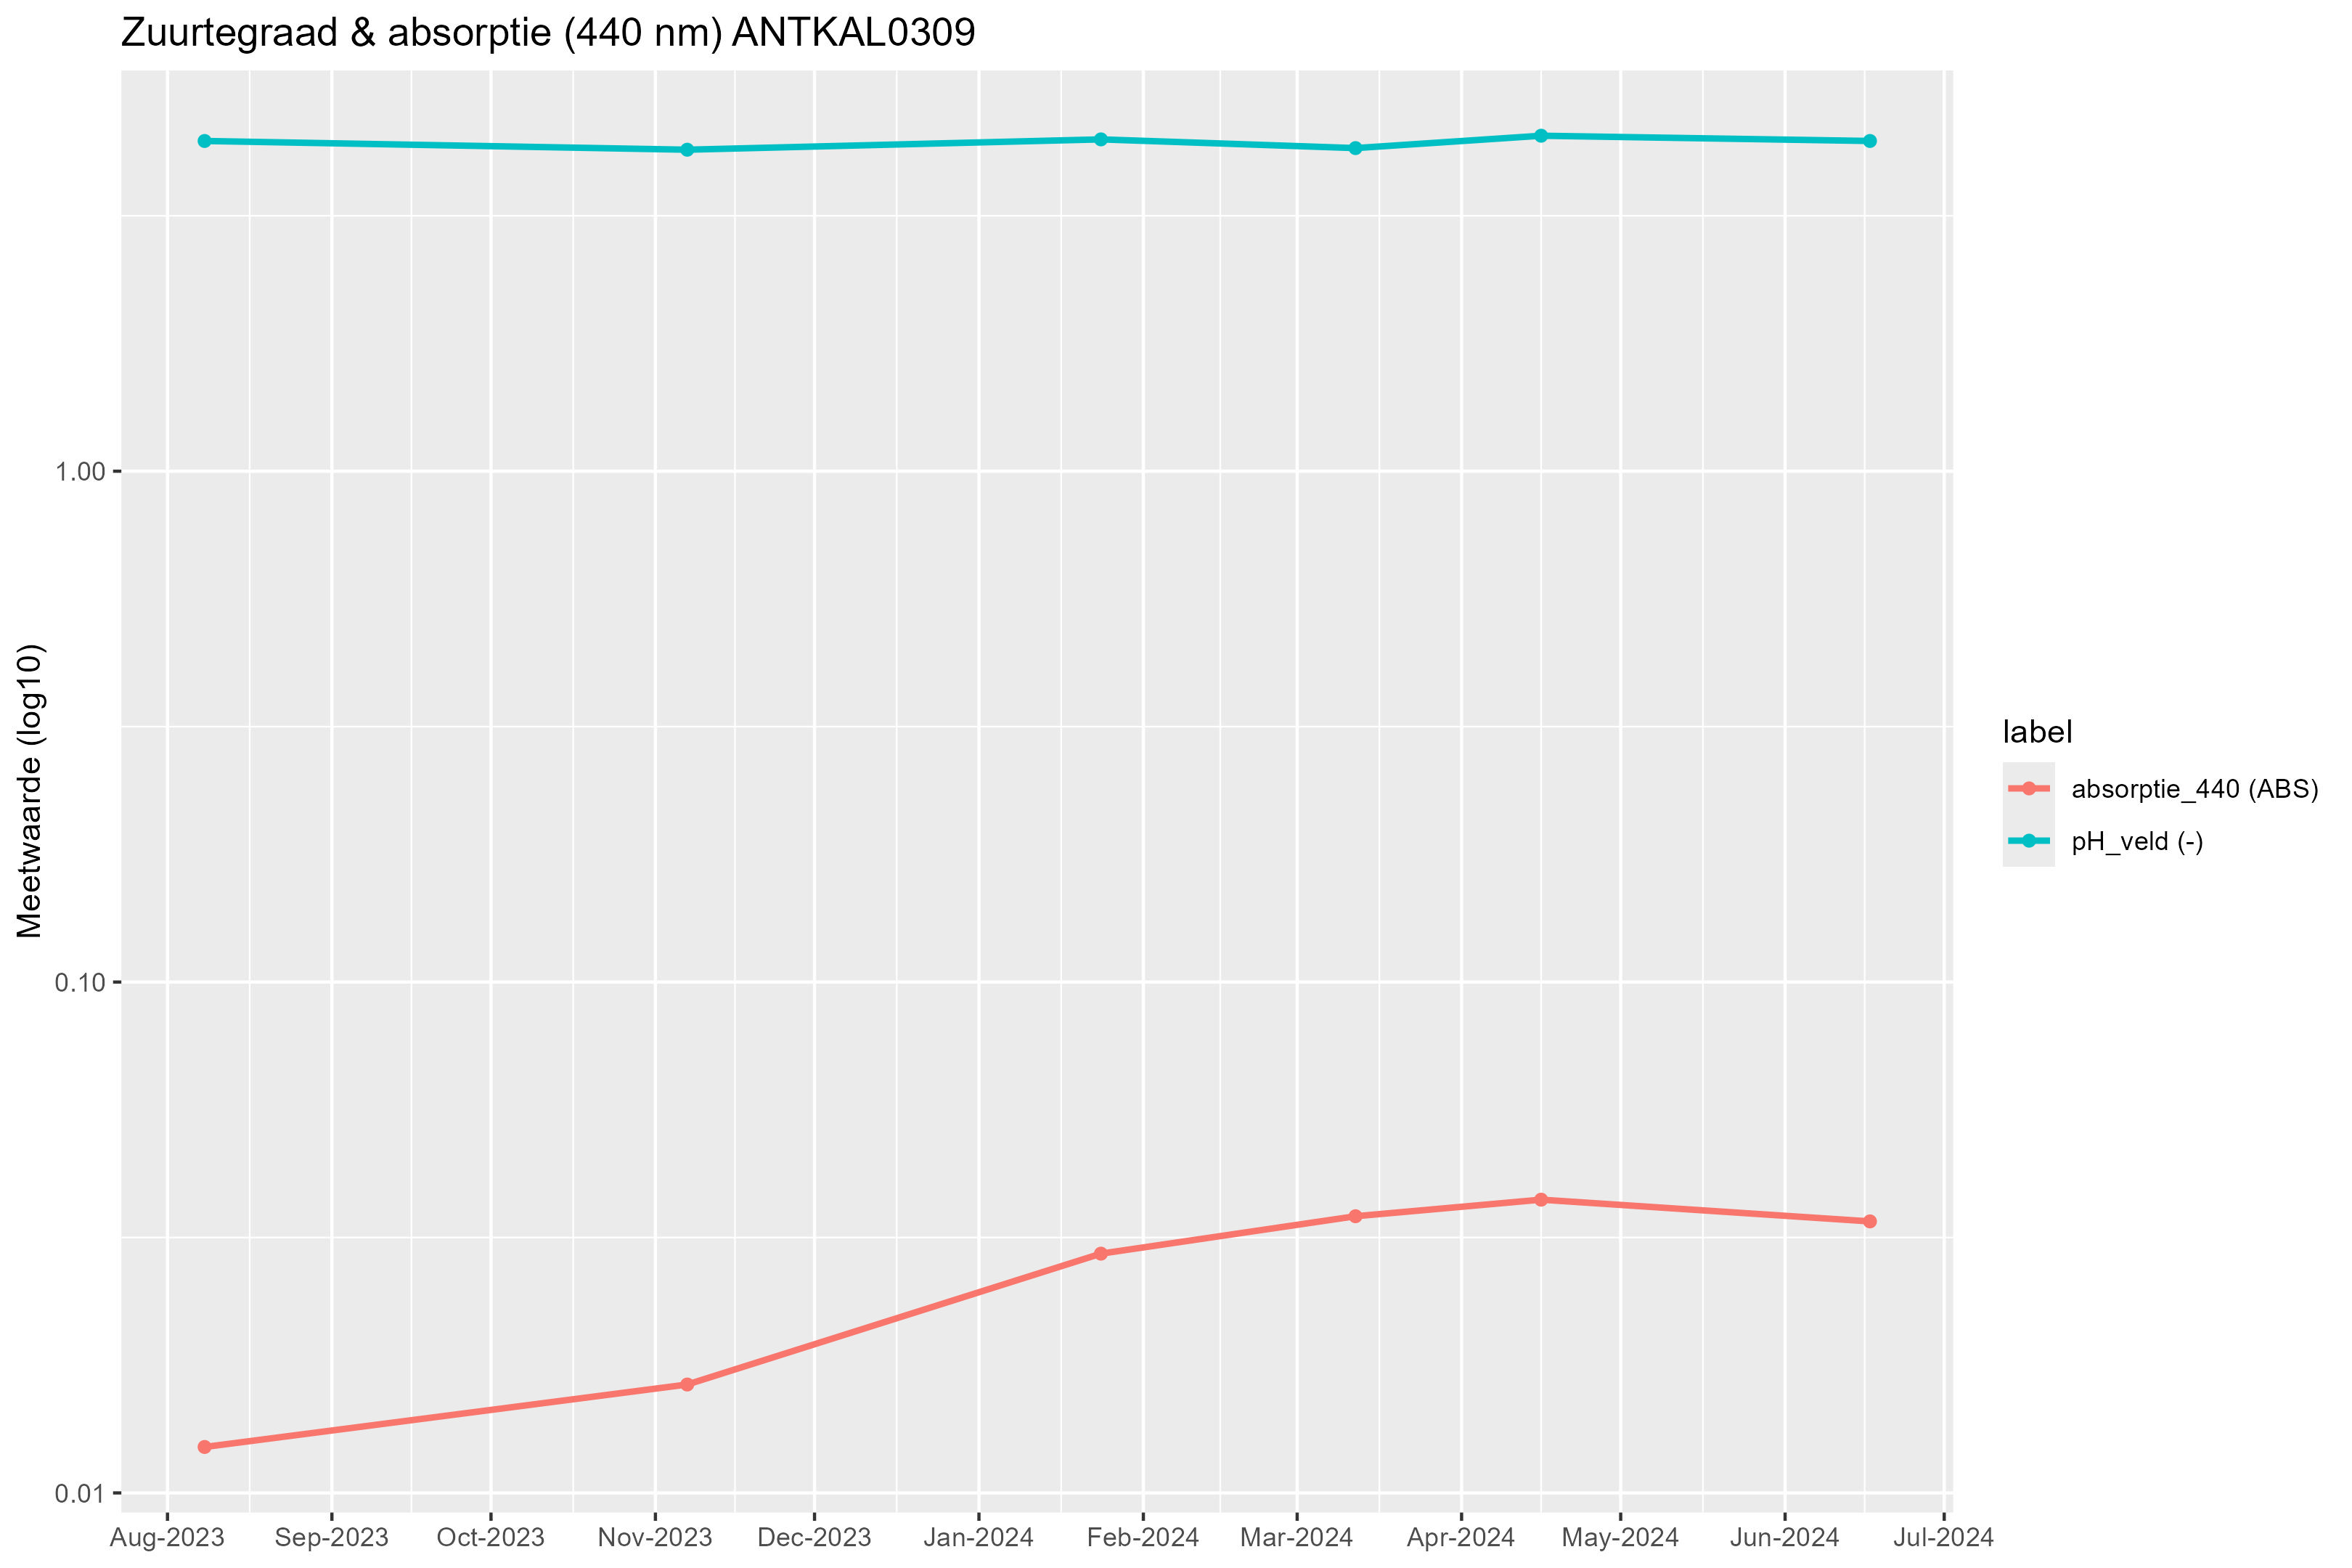 Zuurtegraad & absorptie (440 nm) ANTKAL0309
Meetwaarde (log10)
1.00
0.10
0.01
Aug-2023 Sep-2023 Oct-2023 Nov-2023 Dec-2023 Jan-2024 Feb-2024 Mar-2024 Apr-2024 May-2024 Jun-2024 Jul-2024
label
absorptie_440 (ABS)
pH_veld (-)